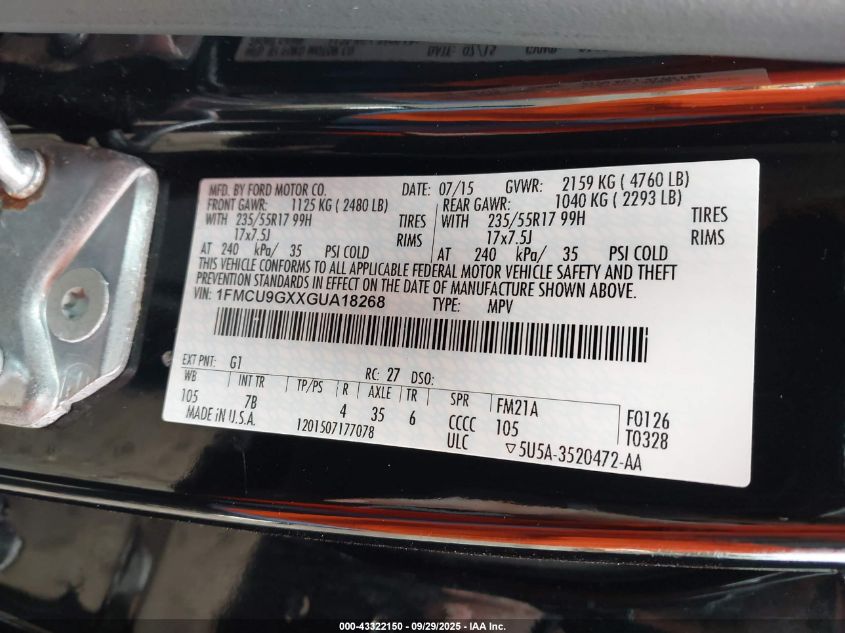 MFD. BY FORD MOTOR CO. DATE: 07/15 GVWR: 2159 KG ( 4760 LB)
FRONT GAWR: 1125 KG ( 2480 LB) REAR GAWR: 1040 KG ( 2293 LB)
WITH 235/55R17 99H TIRES WITH 235/55R17 99H TIRES
17x7.5J RIMS 17x7.5J RIMS
AT 240 kPa/ 35 PSI COLD AT 240 kPa/ 35 PSI COLD
THIS VEHICLE CONFORMS TO ALL APPLICABLE FEDERAL MOTOR VEHICLE SAFETY AND THEFT
PREVENTION STANDARDS IN EFFECT ON THE DATE OF MANUFACTURE SHOWN ABOVE.
VIN: 1FMCU9GXXGUA18268 TYPE: MPV
EXT PNT: G1 RC: 27 DSO:
WB INT TR TP/PS R AXLE TR SPR FM21A F0126
105 7B 4 35 6 CCCC 105 T0328
MADE IN U.S.A. 1201507177078 ULC ▽5U5A-3520472-AA
000-43322150 - 09/29/2025 - IAA Inc.